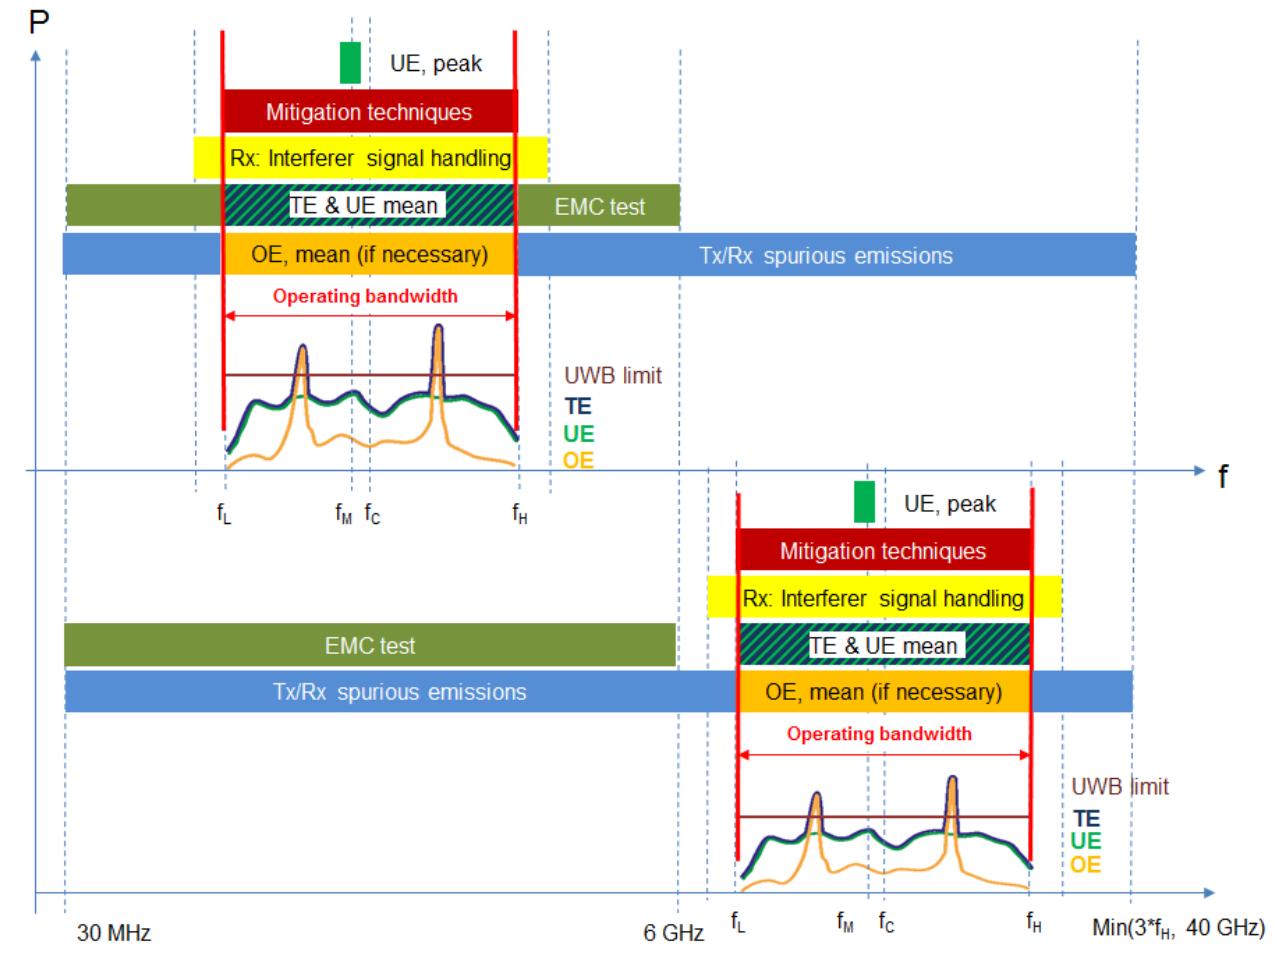 P
UE, peak
Mitigation techniques
Rx: Interferer signal handling
TE & UE mean
EMC test
OE, mean (if necessary)
Tx/Rx spurious emissions
Operating bandwidth
UWB limit
TE
UE
OE
f
fL
fM
fC
fH
UE, peak
Mitigation techniques
Rx: Interferer signal handling
EMC test
TE & UE mean
Tx/Rx spurious emissions
OE, mean (if necessary)
Operating bandwidth
UWB limit
TE
UE
OE
30 MHz
6 GHz
fL
fM
fC
fH
Min(3*fH, 40 GHz)